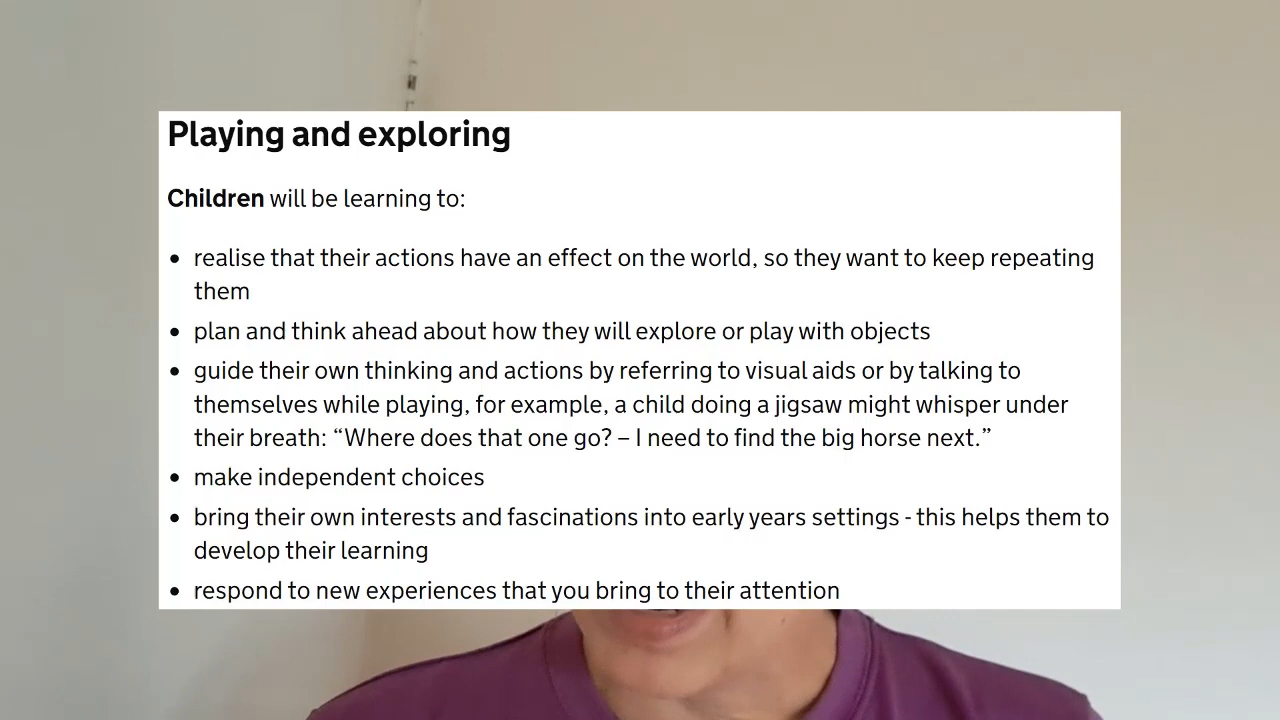 Playing and exploring
Children will be learning to:
• realise that their actions have an effect on the world, so they want to keep repeating
them
• plan and think ahead about how they will explore or play with objects
• guide their own thinking and actions by referring to visual aids or by talking to
themselves while playing, for example, a child doing a jigsaw might whisper under
their breath: “Where does that one go? – I need to find the big horse next.”
• make independent choices
• bring their own interests and fascinations into early years settings - this helps them to
develop their learning
• respond to new experiences that you bring to their attention